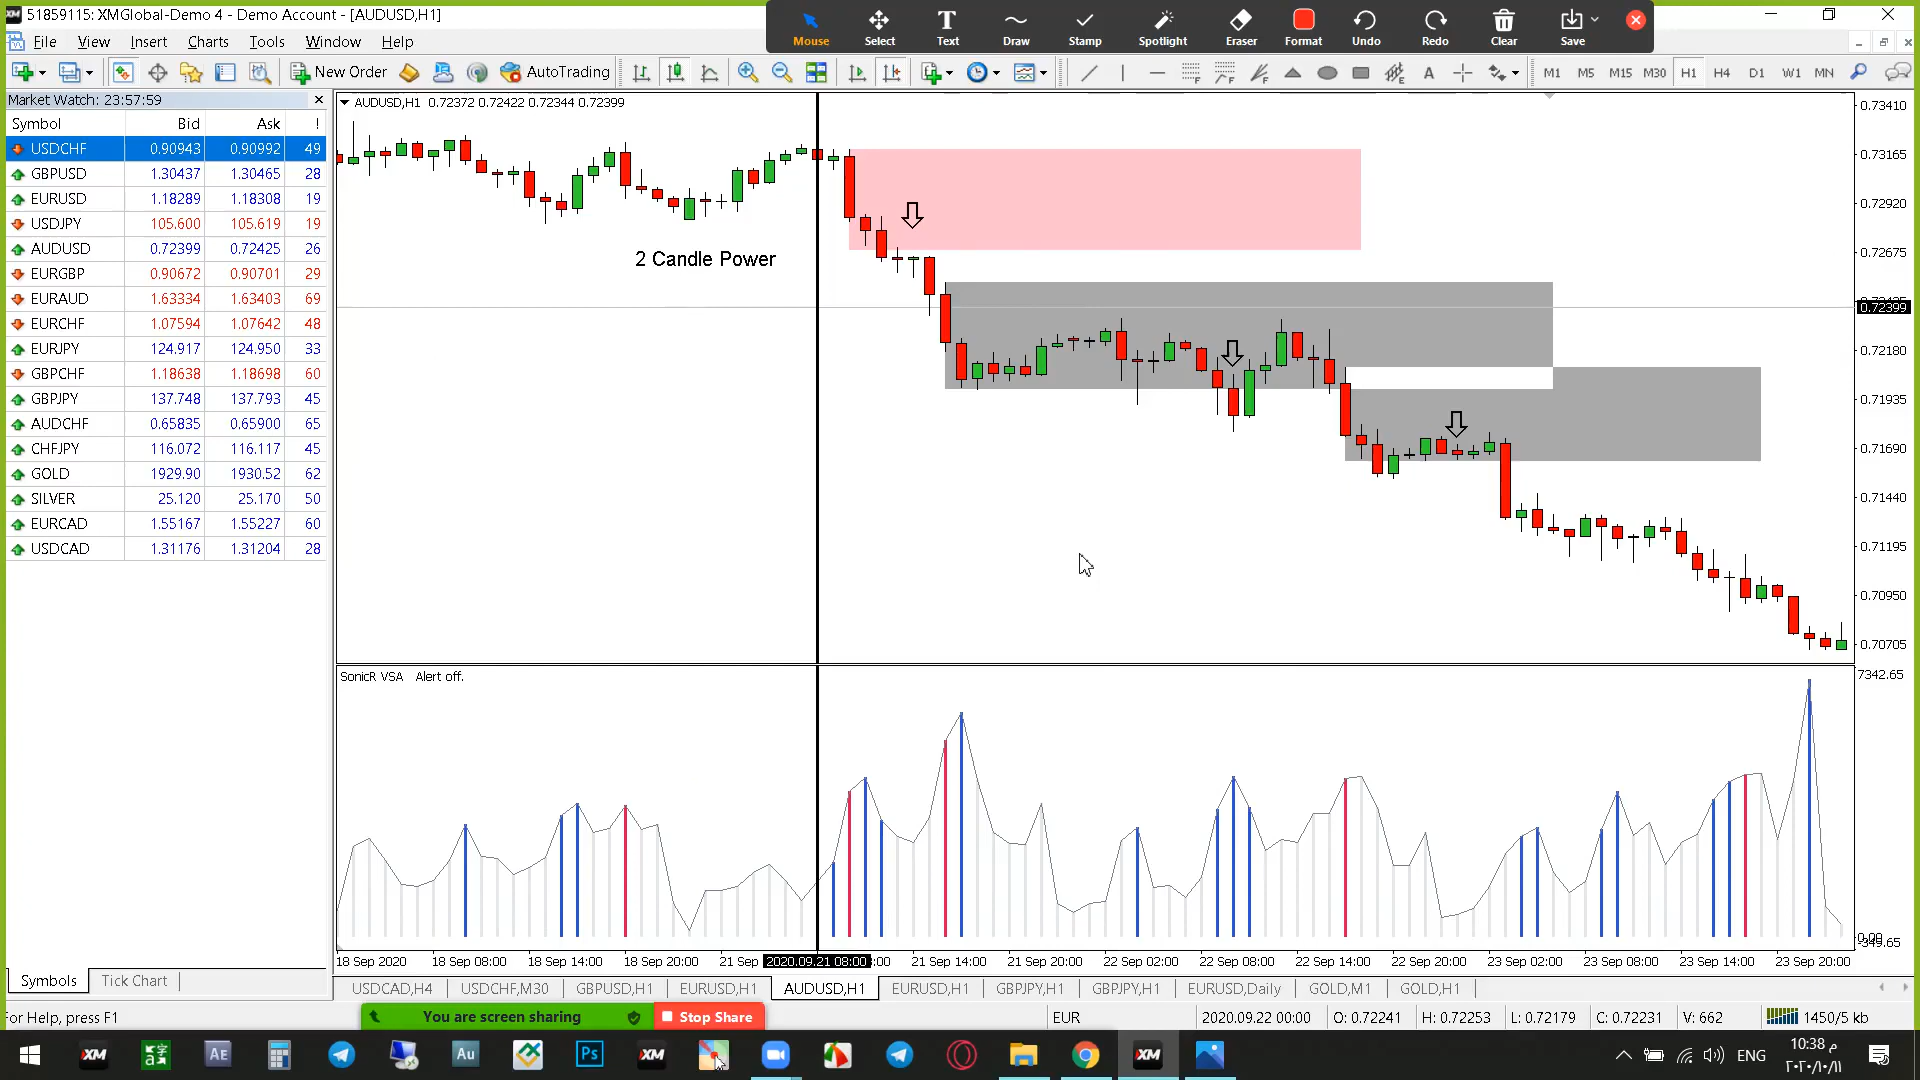 51859115: XMGlobal-Demo 4 - Demo Account - [AUDUSD,H1]
Mouse Select Text Draw Stamp Spotlight Eraser Format Undo Redo Clear Save
File View Insert Charts Tools Window Help
New Order AutoTrading M1 M5 M15 M30 H1 H4 D1 W1 MN
Market Watch: 23:57:59
Symbol Bid Ask !
USDCHF 0.90943 0.90992 49
GBPUSD 1.30437 1.30465 28
EURUSD 1.18289 1.18308 19
USDJPY 105.600 105.619 19
AUDUSD 0.72399 0.72425 26
EURGBP 0.90672 0.90701 29
EURAUD 1.63334 1.63403 69
EURCHF 1.07594 1.07642 48
EURJPY 124.917 124.950 33
GBPCHF 1.18638 1.18698 60
GBPJPY 137.748 137.793 45
AUDCHF 0.65835 0.65900 65
CHFJPY 116.072 116.117 45
GOLD 1929.90 1930.52 62
SILVER 25.120 25.170 50
EURCAD 1.55167 1.55227 60
USDCAD 1.31176 1.31204 28
Symbols Tick Chart
AUDUSD,H1 0.72372 0.72422 0.72344 0.72399
2 Candle Power
0.73410
0.73165
0.72920
0.72675
0.72399
0.72180
0.71935
0.71690
0.71440
0.71195
0.70950
0.70705
SonicR VSA Alert off.
7342.65
0.00
-349.65
18 Sep 2020 18 Sep 08:00 18 Sep 14:00 18 Sep 20:00 21 Sep 2020.09.21 08:00 :00 21 Sep 14:00 21 Sep 20:00 22 Sep 02:00 22 Sep 08:00 22 Sep 14:00 22 Sep 20:00 23 Sep 02:00 23 Sep 08:00 23 Sep 14:00 23 Sep 20:00
USDCAD,H4 USDCHF,M30 GBPUSD,H1 EURUSD,H1 AUDUSD,H1 EURUSD,H1 GBPJPY,H1 GBPJPY,H1 EURUSD,Daily GOLD,M1 GOLD,H1
For Help, press F1
You are screen sharing Stop Share
EUR 2020.09.22 00:00 O: 0.72241 H: 0.72253 L: 0.72179 C: 0.72231 V: 662 1450/5 kb
XM AE Au Ps XM XM ENG
10:38 م
٢٠٢٠/١٠/١١